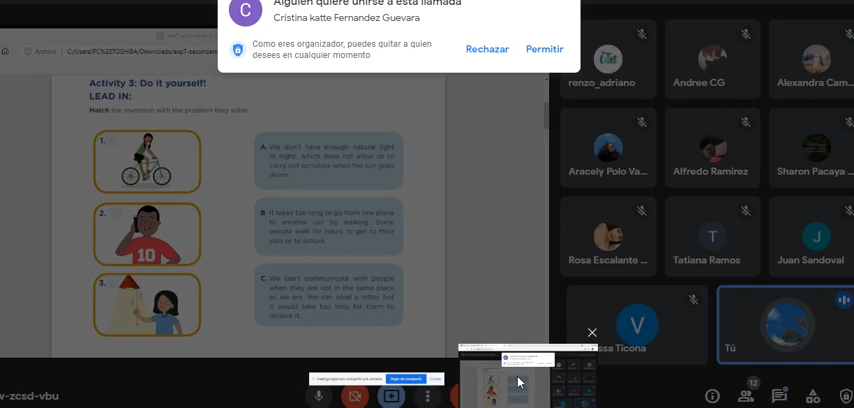 Alguien quiere unirse a esta llamada
C
Cristina katte Fernandez Guevara
Como eres organizador, puedes quitar a quien
desees en cualquier momento
Rechazar
Permitir
Archivo
C:/Users/PC%20TOSHIBA/Downloads/exp7-secundari
Activity 3: Do it yourself!
LEAD IN:
Match the invention with the problem they solve.
1.
A. We don't have enough natural light
at night, which does not allow us to
carry out activities when the sun goes
down.
2.
10
B. It takes too long to go from one plane
to another just by walking. Some
people walk for hours to get to their
jobs or to school.
3.
C. We can't communicate with people
when they are not in the same place
as we are. We can send a letter but
it would take too long for them to
receive it.
renzo_adriano
Andree CG
Alexandra Cam...
Aracely Polo Va...
Alfredo Ramírez
Sharon Pacaya ...
Rosa Escalante ...
T
Tatiana Ramos
J
Juan Sandoval
V
ssa Ticona
Tú
w-zcsd-vbu
12